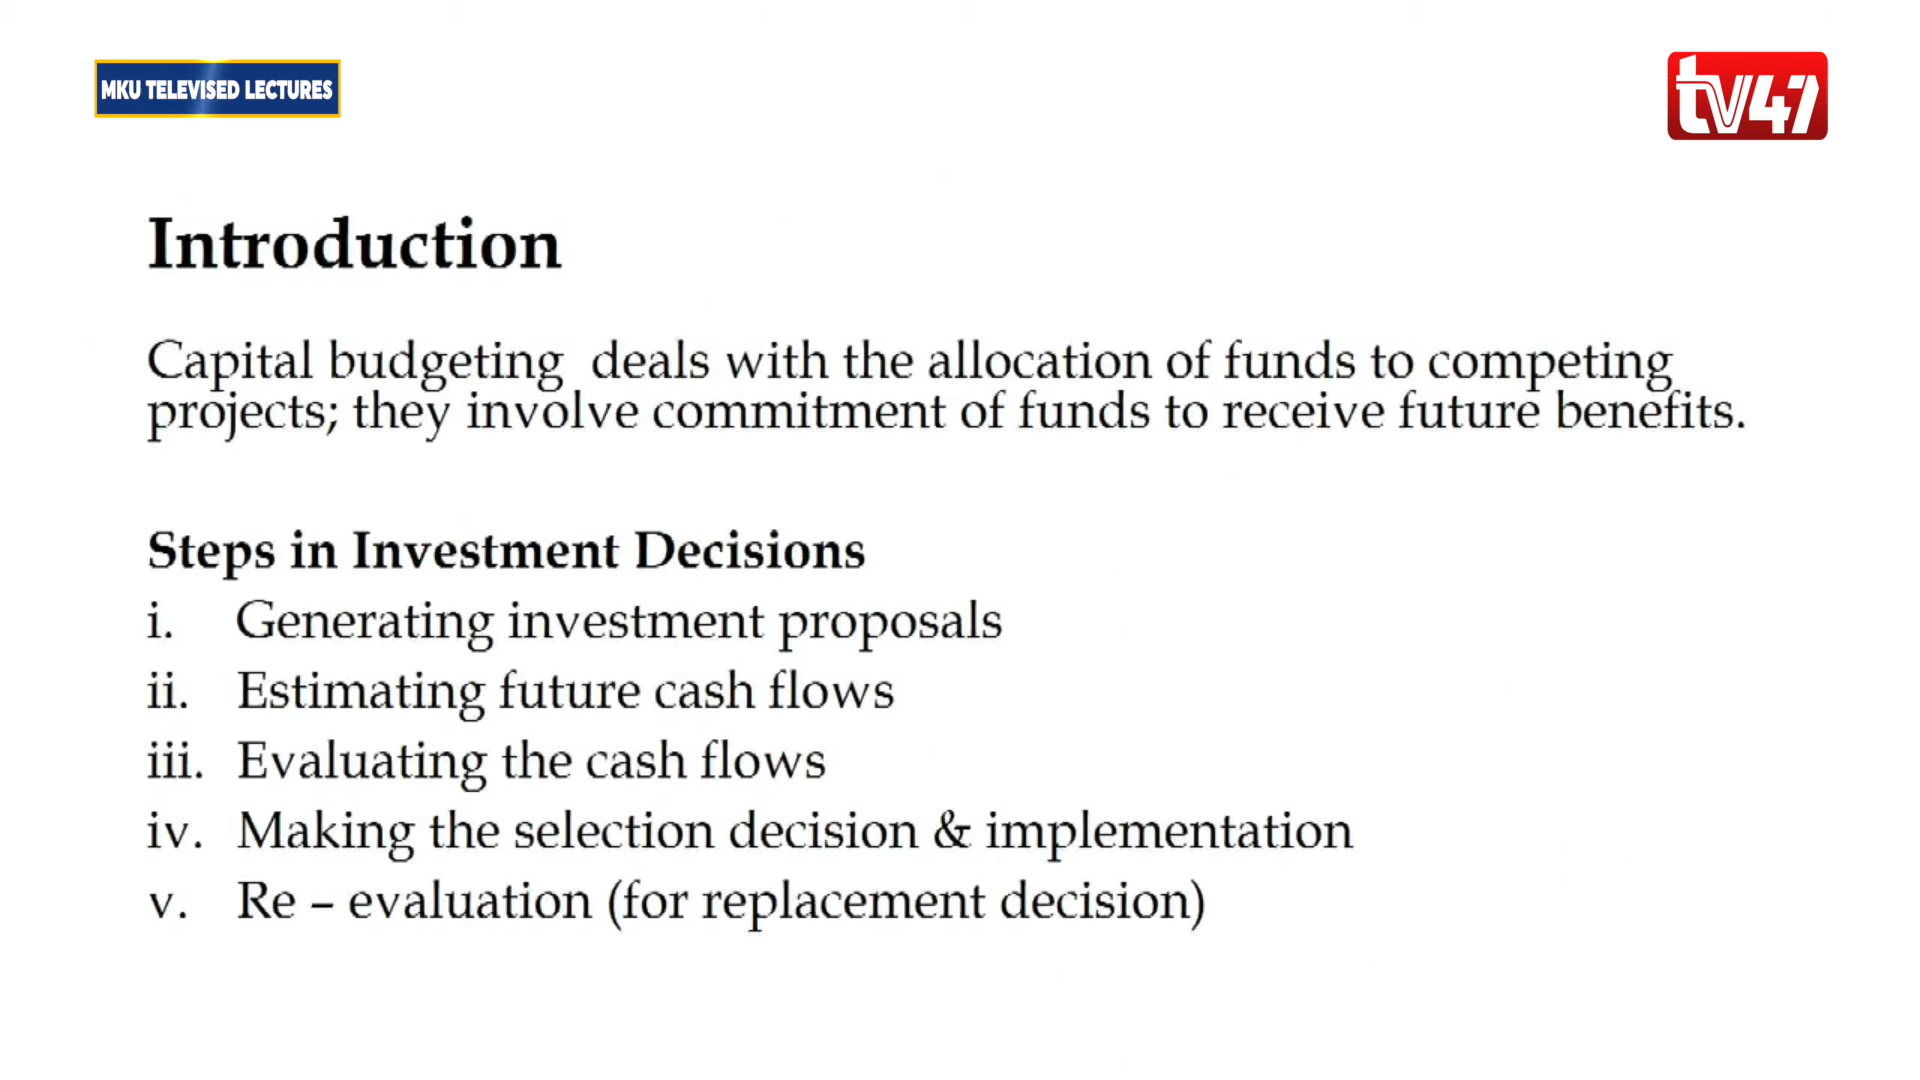 MKU TELEVISED LECTURES
tv47
Introduction
Capital budgeting deals with the allocation of funds to competing
projects; they involve commitment of funds to receive future benefits.
Steps in Investment Decisions
i. Generating investment proposals
ii. Estimating future cash flows
iii. Evaluating the cash flows
iv. Making the selection decision & implementation
v. Re – evaluation (for replacement decision)